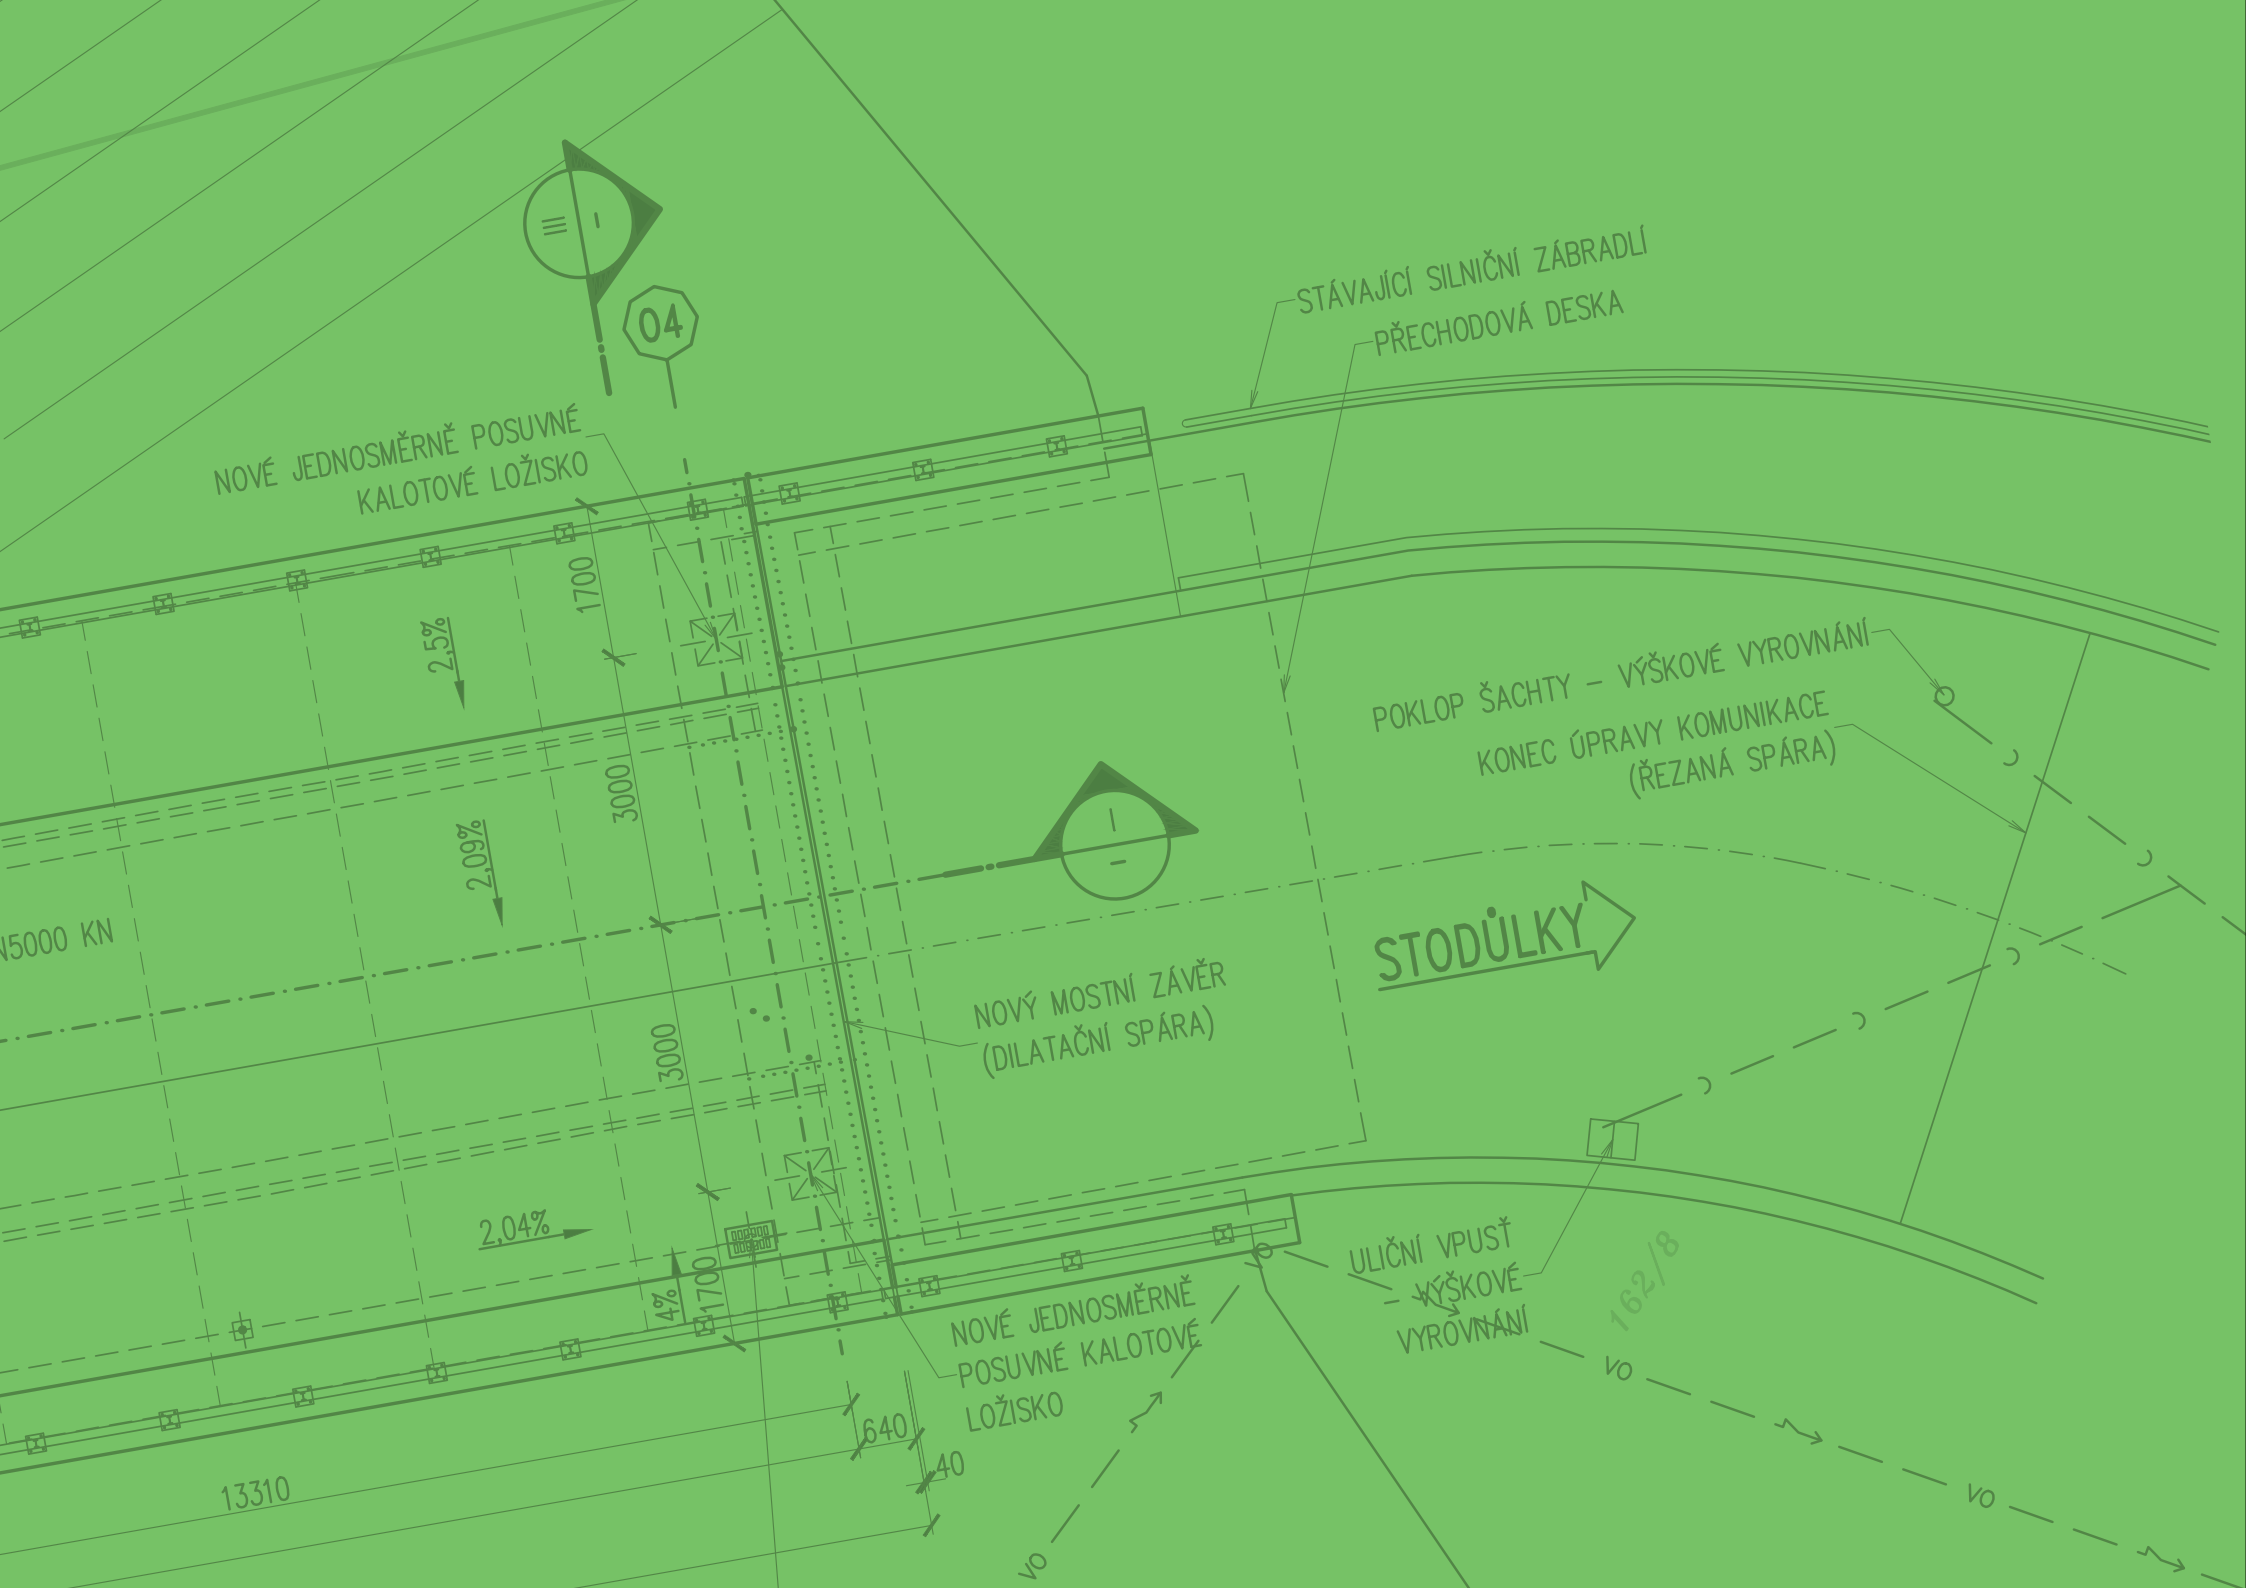 04
STÁVAJÍCÍ SILNIČNÍ ZÁBRADLÍ
PŘECHODOVÁ DESKA
NOVÉ JEDNOSMĚRNĚ POSUVNÉ
KALOTOVÉ LOŽISKO
1700
2,5%
POKLOP ŠACHTY – VÝŠKOVÉ VYROVNÁNÍ
KONEC ÚPRAVY KOMUNIKACE
(ŘEZANÁ SPÁRA)
3000
2,09%
N5000 KN
STODŮLKY
NOVÝ MOSTNÍ ZÁVĚR
(DILATAČNÍ SPÁRA)
3000
2,04%
4%
1700
ULIČNÍ VPUSŤ
– VÝŠKOVÉ
VYROVNÁNÍ
162/8
NOVÉ JEDNOSMĚRNĚ
POSUVNÉ KALOTOVÉ
LOŽISKO
VO
640
40
13310
VO
VO
VO